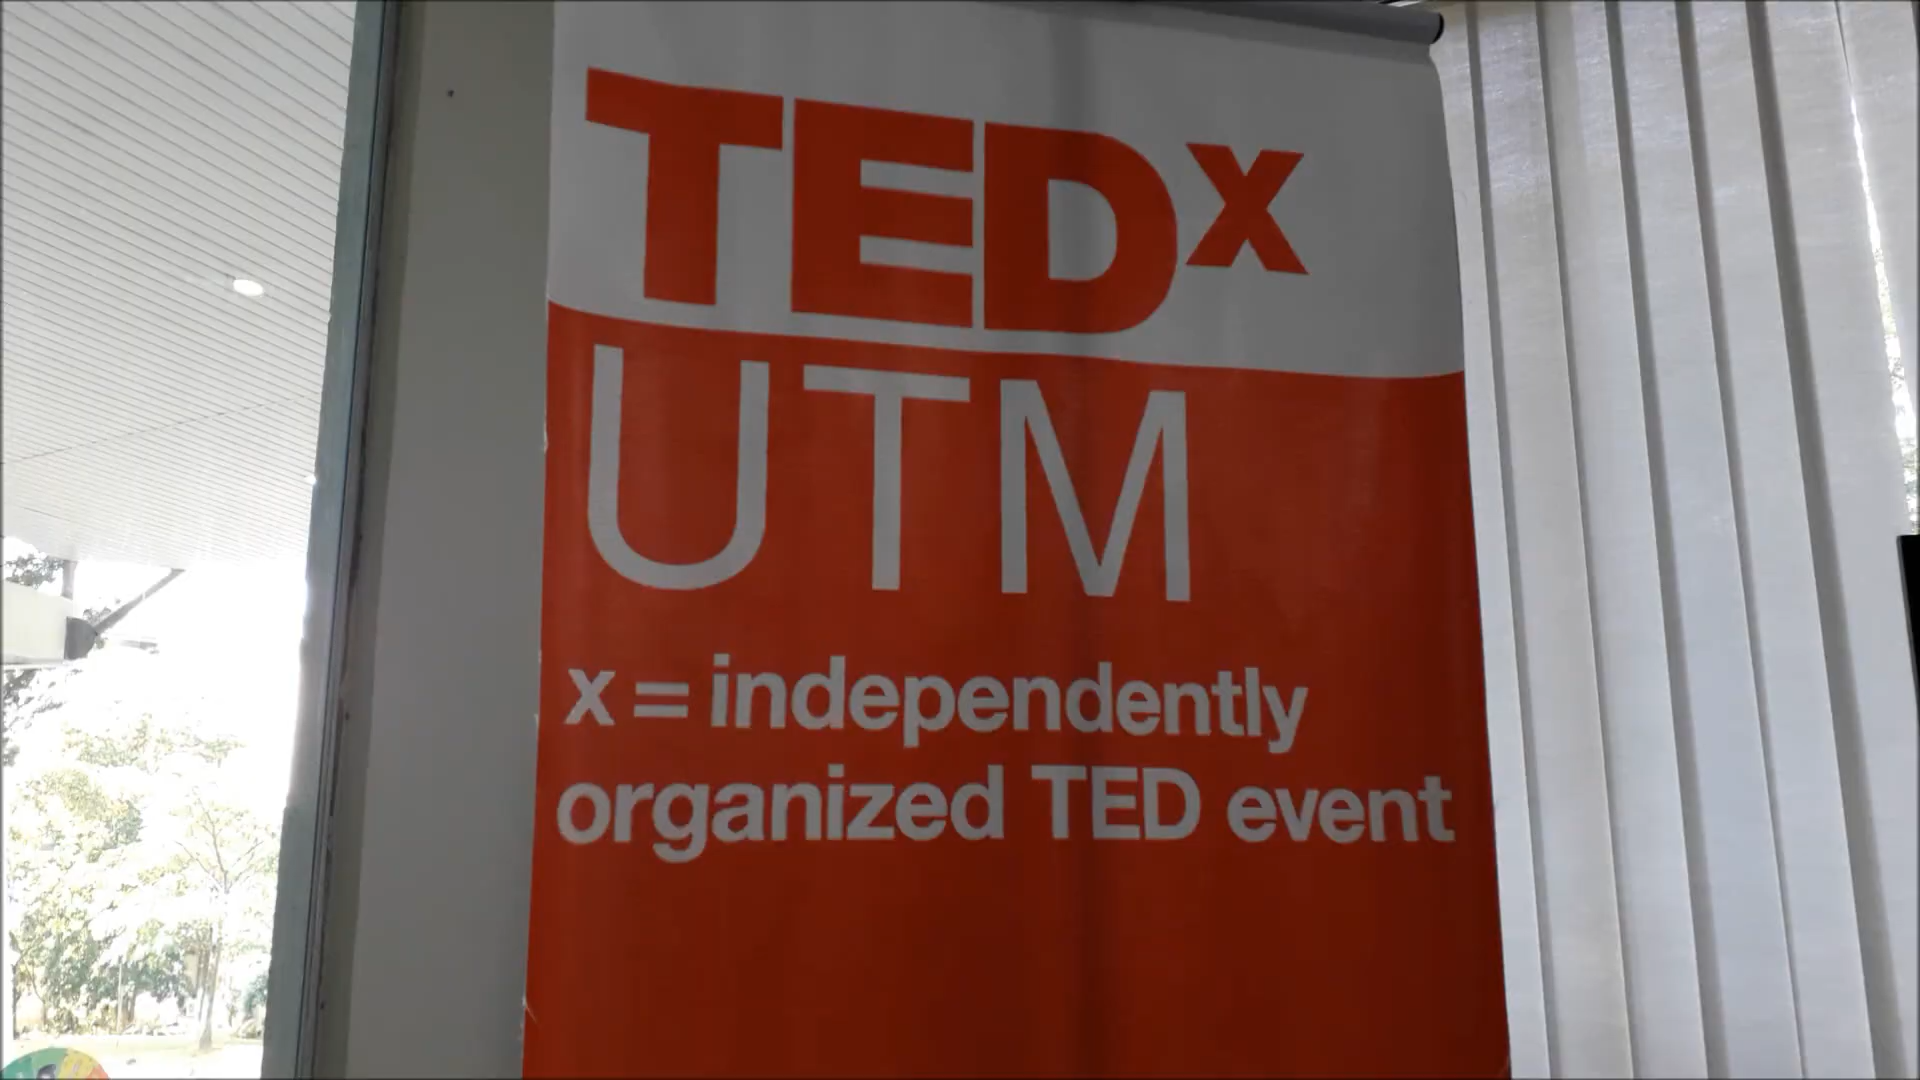 TEDx
UTM
x = independently
organized TED event